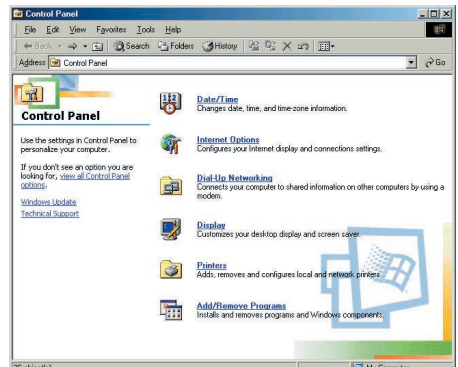 Control Panel
File Edit View Favorites Tools Help
Back Search Folders History
Address Control Panel Go
Control Panel
Use the settings in Control Panel to
personalize your computer.
If you don't see an option you are
looking for, view all Control Panel
options.
Windows Update
Technical Support
Date/Time
Changes date, time, and time-zone information.
Internet Options
Configures your Internet display and connections settings.
Dial-Up Networking
Connects your computer to shared information on other computers by using a
modem.
Display
Customizes your desktop display and screen saver.
Printers
Adds, removes and configures local and network printers
Add/Remove Programs
Installs and removes programs and Windows components.